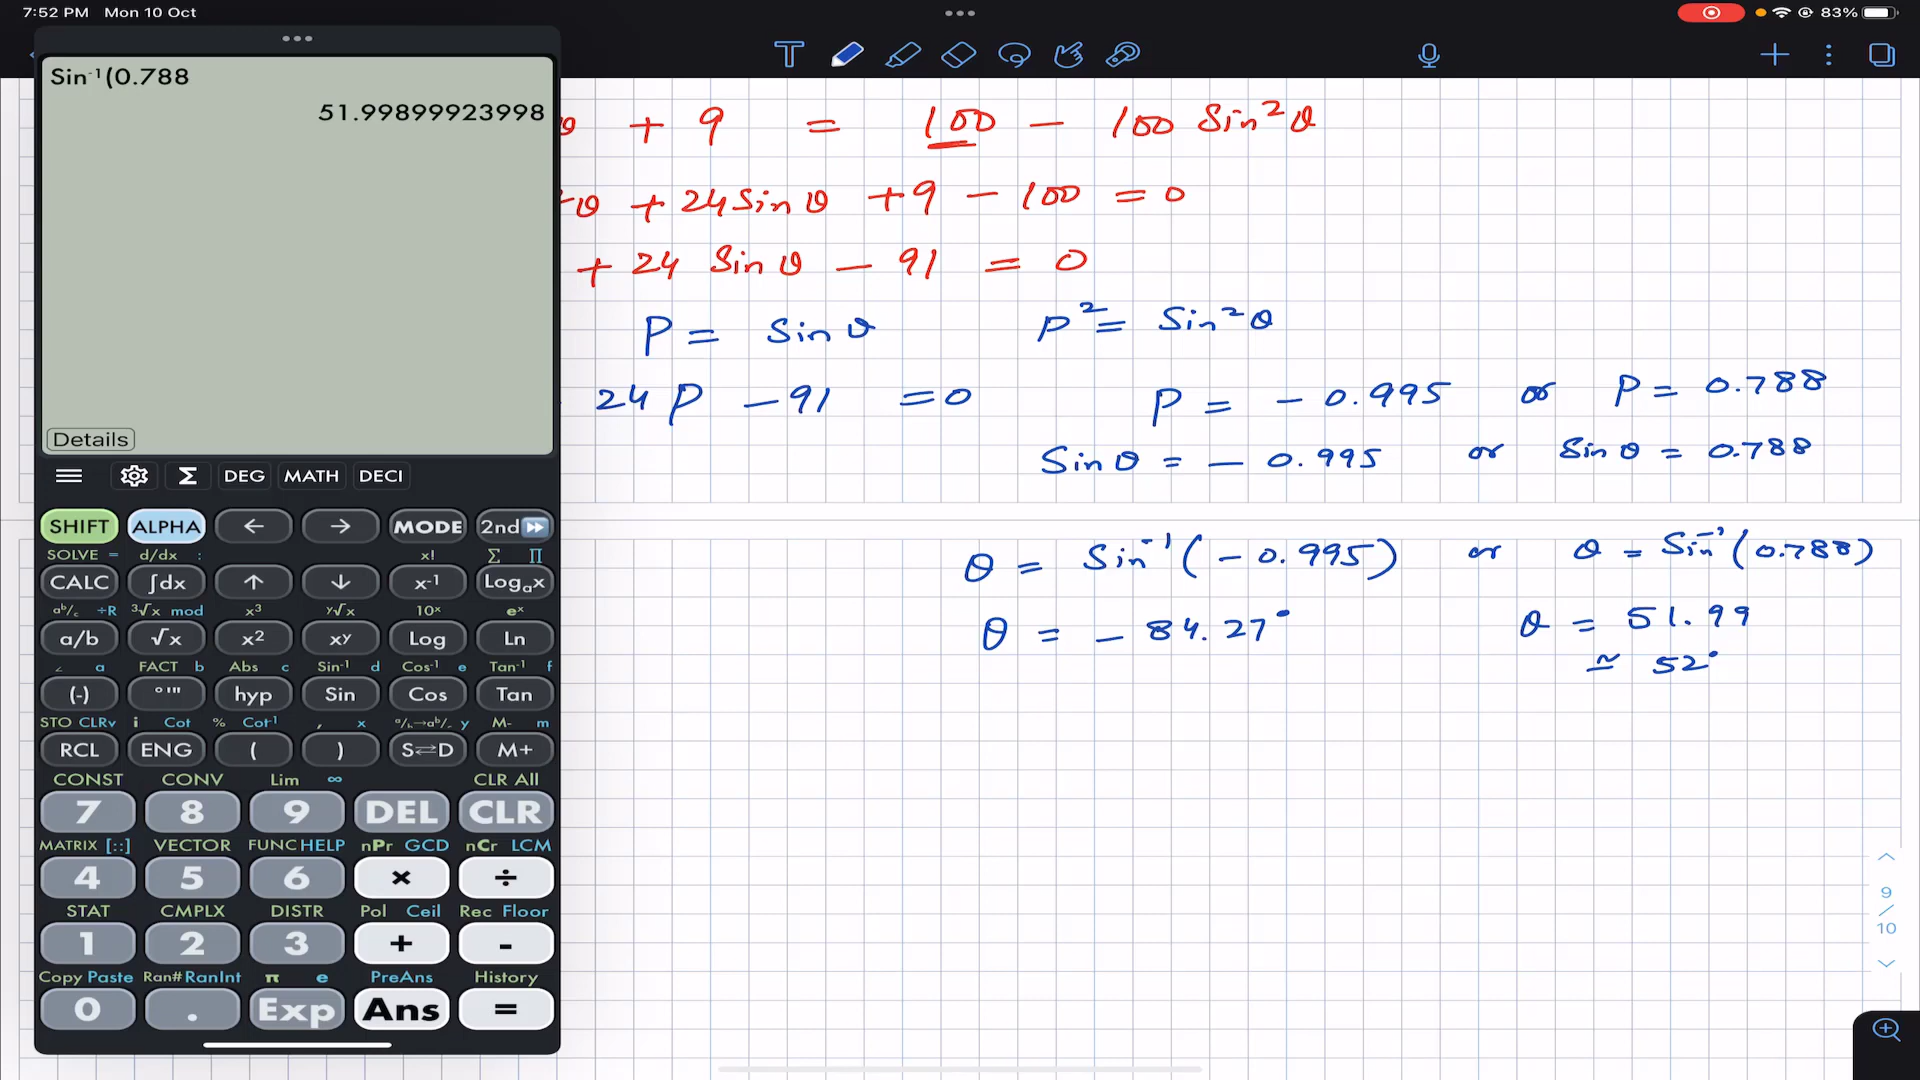 7:52 PM Mon 10 Oct
83%
Sin⁻¹(0.788
51.99899923998
Details
DEG MATH DECI
SHIFT ALPHA ← → MODE 2nd
SOLVE = d/dx : x! Σ Π
CALC ∫dx ↑ ↓ x⁻¹ Logₐx
ab/c ÷R ³√x mod x³ ʸ√x 10ˣ eˣ
a/b √x x² xʸ Log Ln
∠ a FACT b Abs c Sin⁻¹ d Cos⁻¹ e Tan⁻¹ f
(-) °'" hyp Sin Cos Tan
STO CLRv i Cot % Cot⁻¹ , x y M- m
RCL ENG ( ) S⇄D M+
CONST CONV Lim ∞ CLR All
7 8 9 DEL CLR
MATRIX [::] VECTOR FUNC HELP nPr GCD nCr LCM
4 5 6 × ÷
STAT CMPLX DISTR Pol Ceil Rec Floor
1 2 3 + -
Copy Paste Ran# RanInt π e PreAns History
0 . Exp Ans =
θ + 9 = 100 - 100 Sin²θ
²θ + 24 Sin θ + 9 - 100 = 0
+ 24 Sin θ - 91 = 0
P = Sin θ P² = Sin²θ
24 P - 91 = 0 P = - 0.995 or P = 0.788
Sin θ = - 0.995 or Sin θ = 0.788
θ = Sin⁻¹(- 0.995) or θ = Sin⁻¹(0.788)
θ = - 84.27° θ = 51.99
≃ 52°
9
/
10